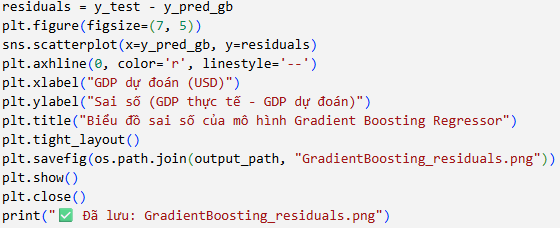 residuals = y_test - y_pred_gb
plt.figure(figsize=(7, 5))
sns.scatterplot(x=y_pred_gb, y=residuals)
plt.axhline(0, color='r', linestyle='--')
plt.xlabel("GDP dự đoán (USD)")
plt.ylabel("Sai số (GDP thực tế - GDP dự đoán)")
plt.title("Biểu đồ sai số của mô hình Gradient Boosting Regressor")
plt.tight_layout()
plt.savefig(os.path.join(output_path, "GradientBoosting_residuals.png"))
plt.show()
plt.close()
print("✅ Đã lưu: GradientBoosting_residuals.png")